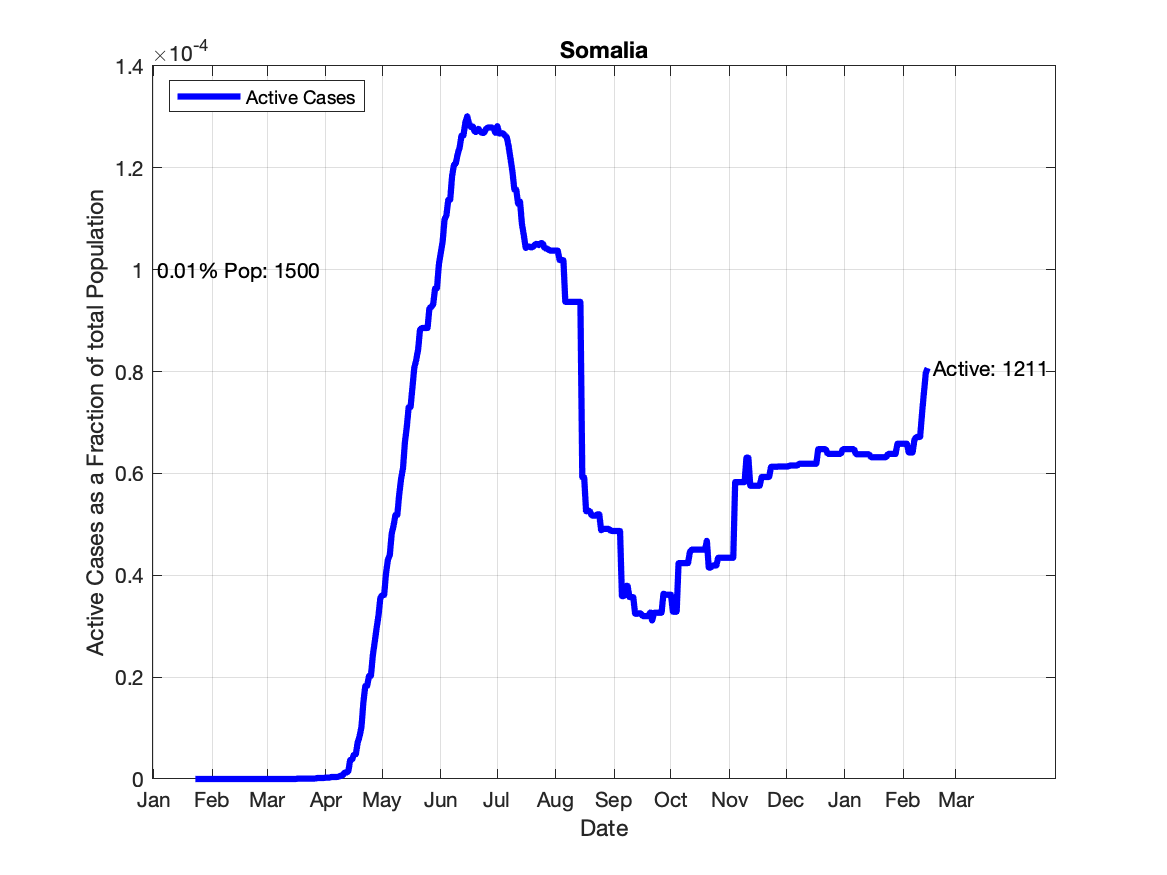 Somalia
×10-4
Active Cases
1.4
1.2
1
0.8
0.6
0.4
0.2
0
0.01% Pop: 1500
Active: 1211
Active Cases as a Fraction of total Population
Jan Feb Mar Apr May Jun Jul Aug Sep Oct Nov Dec Jan Feb Mar
Date